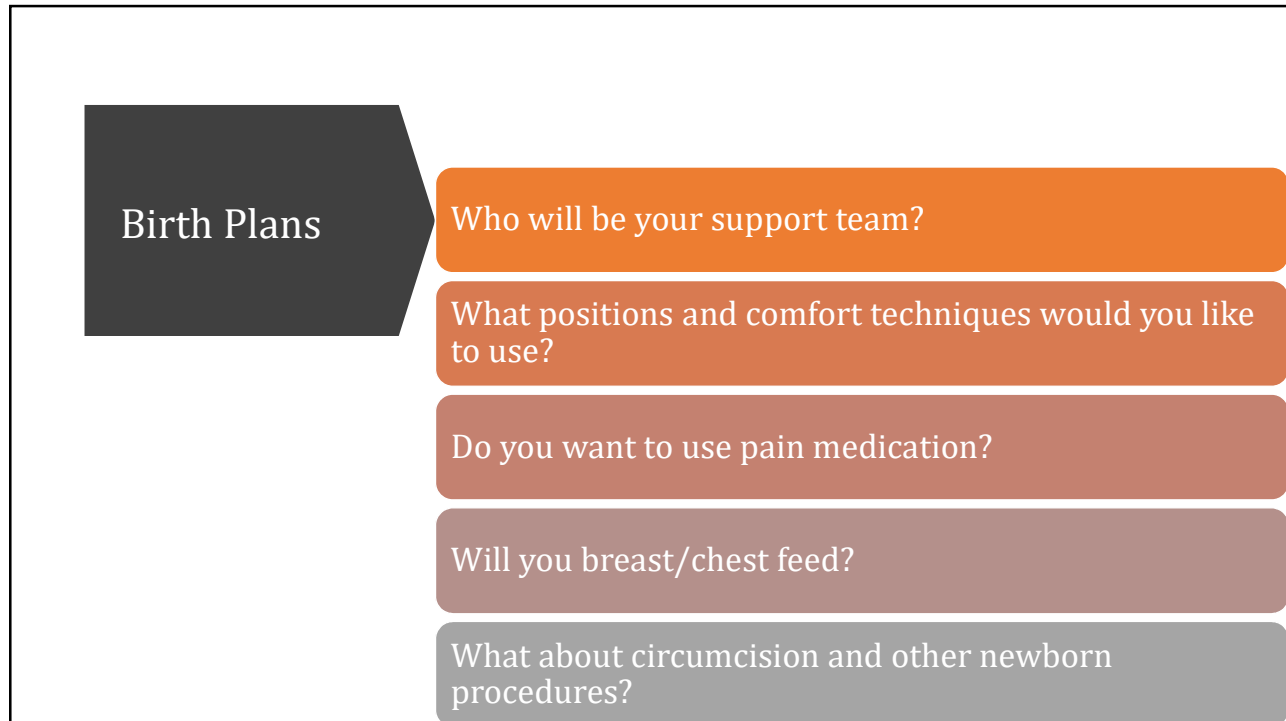 Birth Plans
Who will be your support team?
What positions and comfort techniques would you like
to use?
Do you want to use pain medication?
Will you breast/chest feed?
What about circumcision and other newborn
procedures?